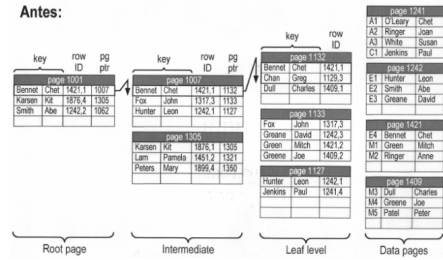 Antes:
key row ID pg ptr
page 1001
Bennet Chet 1421,1 1007
Karsen Kit 1876,4 1305
Smith Abe 1242,2 1062
Root page
key row ID pg ptr
page 1007
Bennet Chet 1421,1 1132
Fox John 1317,3 1133
Hunter Leon 1242,1 1127
page 1305
Karsen Kit 1876,1 1305
Lam Pamela 1451,2 1321
Peters Mary 1899,4 1350
Intermediate
key row ID
page 1132
Bennet Chet 1421,1
Chan Greg 1129,3
Dull Charles 1409,1
page 1133
Fox John 1317,3
Greane David 1242,3
Green Mitch 1421,2
Greene Joe 1409,2
page 1127
Hunter Leon 1242,1
Jenkins Paul 1241,4
Leaf level
page 1241
A1 O'Leary Chet
A2 Ringer Joan
A3 White Susan
C1 Jenkins Paul
page 1242
E1 Hunter Leon
E2 Smith Abe
E3 Greane David
page 1421
E4 Bennet Chet
M1 Green Mitch
M2 Ringer Anne
page 1409
M3 Dull Charles
M4 Greene Joe
M5 Patel Peter
Data pages